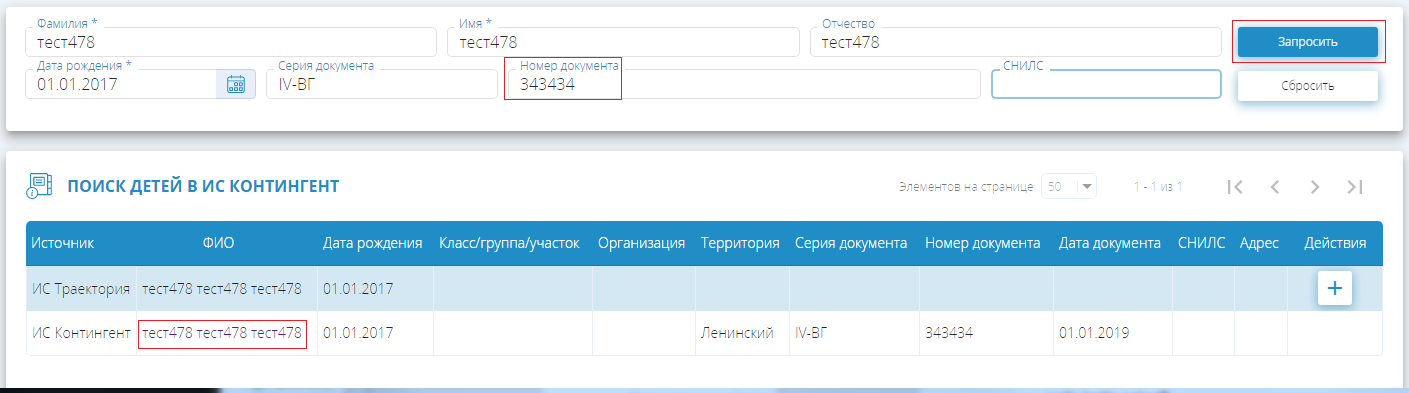 Фамилия * Имя * Отчество
тест478 тест478 тест478 Запросить
Дата рождения * Серия документа Номер документа СНИЛС
01.01.2017 IV-ВГ 343434 Сбросить
ПОИСК ДЕТЕЙ В ИС КОНТИНГЕНТ Элементов на странице 50 1 - 1 из 1
Источник ФИО Дата рождения Класс/группа/участок Организация Территория Серия документа Номер документа Дата документа СНИЛС Адрес Действия
ИС Траектория тест478 тест478 тест478 01.01.2017 +
ИС Контингент тест478 тест478 тест478 01.01.2017 Ленинский IV-ВГ 343434 01.01.2019